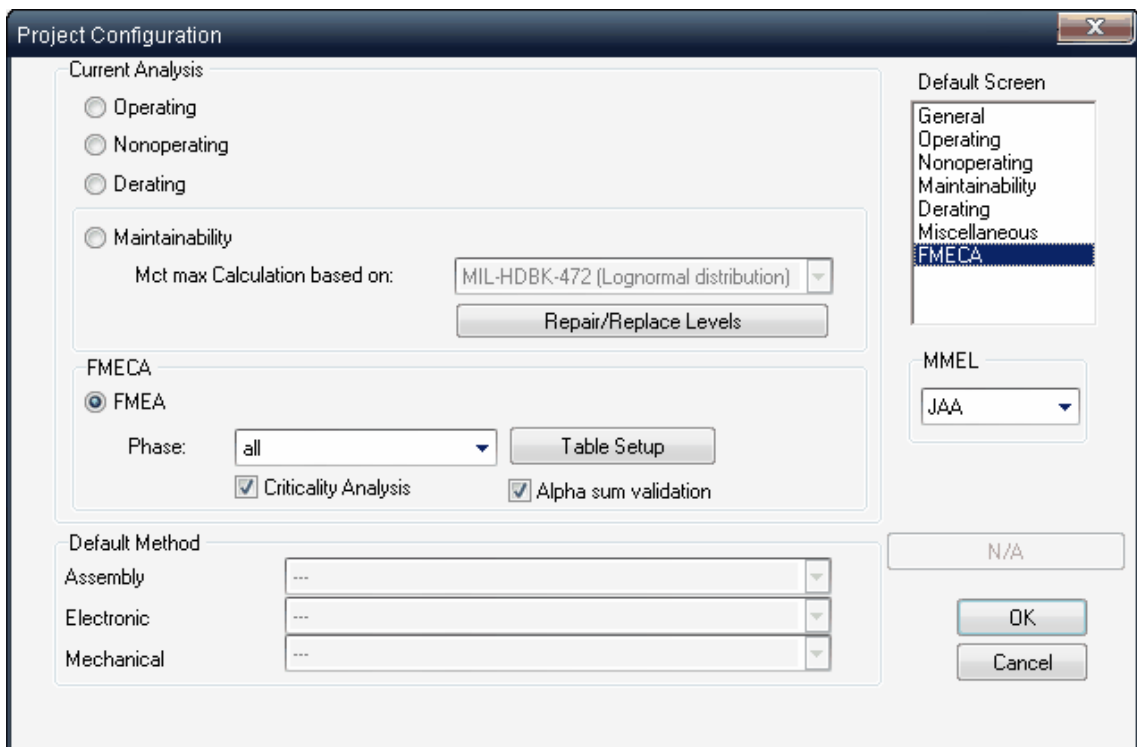 Project Configuration
Current Analysis
Operating
Nonoperating
Derating
Maintainability
Mct max Calculation based on:
MIL-HDBK-472 (Lognormal distribution)
Repair/Replace Levels
FMECA
FMEA
Phase:
all
Table Setup
Criticality Analysis
Alpha sum validation
Default Method
Assembly
---
Electronic
---
Mechanical
---
Default Screen
General
Operating
Nonoperating
Maintainability
Derating
Miscellaneous
FMECA
MMEL
JAA
N/A
OK
Cancel